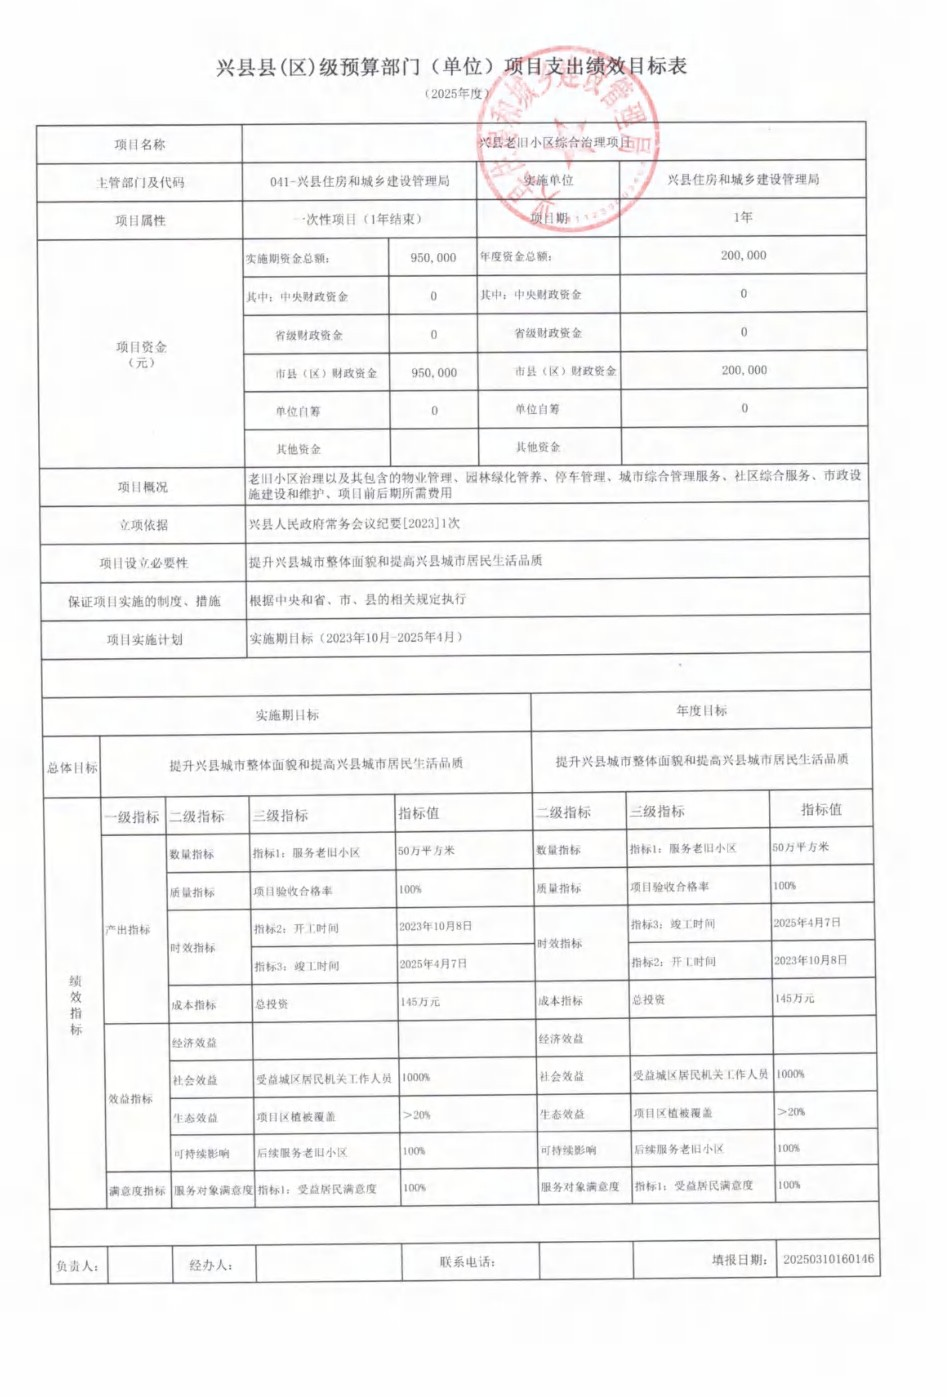 兴县县(区)级预算部门（单位）项目支出绩效目标表
（2025年度）
项目名称 兴县老旧小区综合治理项目
主管部门及代码 041-兴县住房和城乡建设管理局 实施单位 兴县住房和城乡建设管理局
项目属性 一次性项目（1年结束） 项目期 1年
项目资金
（元）
实施期资金总额： 950,000 年度资金总额： 200,000
其中：中央财政资金 0 其中：中央财政资金 0
省级财政资金 0 省级财政资金 0
市县（区）财政资金 950,000 市县（区）财政资金 200,000
单位自筹 0 单位自筹 0
其他资金 其他资金
项目概况 老旧小区治理以及其包含的物业管理、园林绿化管养、停车管理、城市综合管理服务、社区综合服务、市政设
施建设和维护、项目前后期所需费用
立项依据 兴县人民政府常务会议纪要[2023]1次
项目设立必要性 提升兴县城市整体面貌和提高兴县城市居民生活品质
保证项目实施的制度、措施 根据中央和省、市、县的相关规定执行
项目实施计划 实施期目标（2023年10月-2025年4月）
实施期目标 年度目标
总体目标 提升兴县城市整体面貌和提高兴县城市居民生活品质 提升兴县城市整体面貌和提高兴县城市居民生活品质
绩效指标
一级指标 二级指标 三级指标 指标值 二级指标 三级指标 指标值
产出指标
数量指标 指标1：服务老旧小区 50万平方米 数量指标 指标1：服务老旧小区 50万平方米
质量指标 项目验收合格率 100% 质量指标 项目验收合格率 100%
时效指标 指标2：开工时间 2023年10月8日 时效指标 指标3：竣工时间 2025年4月7日
指标3：竣工时间 2025年4月7日 指标2：开工时间 2023年10月8日
成本指标 总投资 145万元 成本指标 总投资 145万元
效益指标
经济效益 经济效益
社会效益 受益城区居民机关工作人员 1000% 社会效益 受益城区居民机关工作人员 1000%
生态效益 项目区植被覆盖 >20% 生态效益 项目区植被覆盖 >20%
可持续影响 后续服务老旧小区 100% 可持续影响 后续服务老旧小区 100%
满意度指标 服务对象满意度 指标1：受益居民满意度 100% 服务对象满意度 指标1：受益居民满意度 100%
负责人： 经办人： 联系电话： 填报日期： 20250310160146